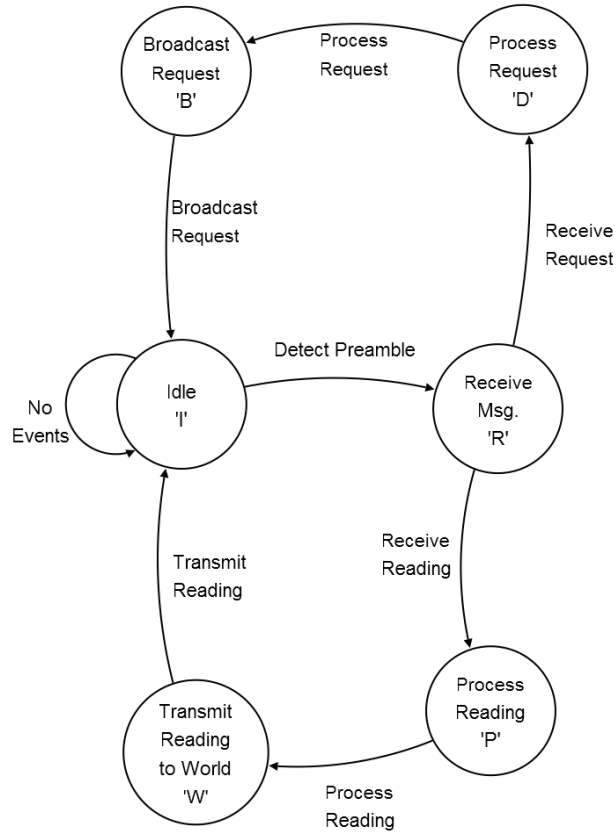 Broadcast
Request
'B'
Process
Request
Process
Request
'D'
Broadcast
Request
Receive
Request
Detect Preamble
Idle
'I'
No
Events
Receive
Msg.
'R'
Transmit
Reading
Receive
Reading
Transmit
Reading
to World
'W'
Process
Reading
'P'
Process
Reading